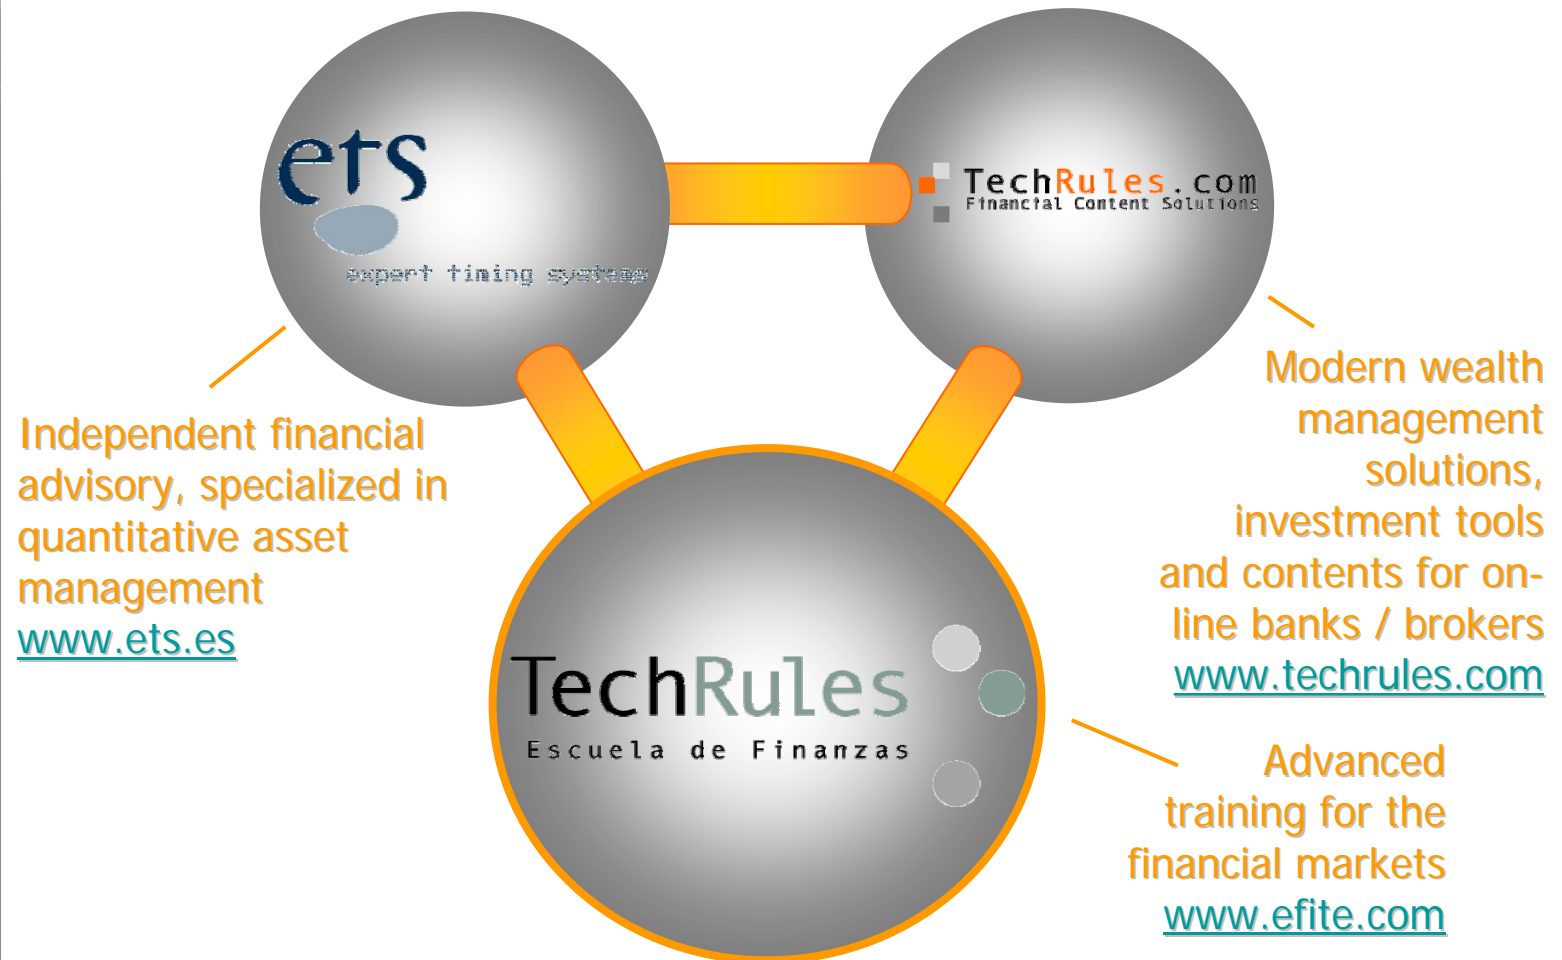 ets
expert timing systems
TechRules.com
Financial Content Solutions
Independent financial
advisory, specialized in
quantitative asset
management
www.ets.es
Modern wealth
management
solutions,
investment tools
and contents for on-
line banks / brokers
www.techrules.com
TechRules
Escuela de Finanzas
Advanced
training for the
financial markets
www.efite.com